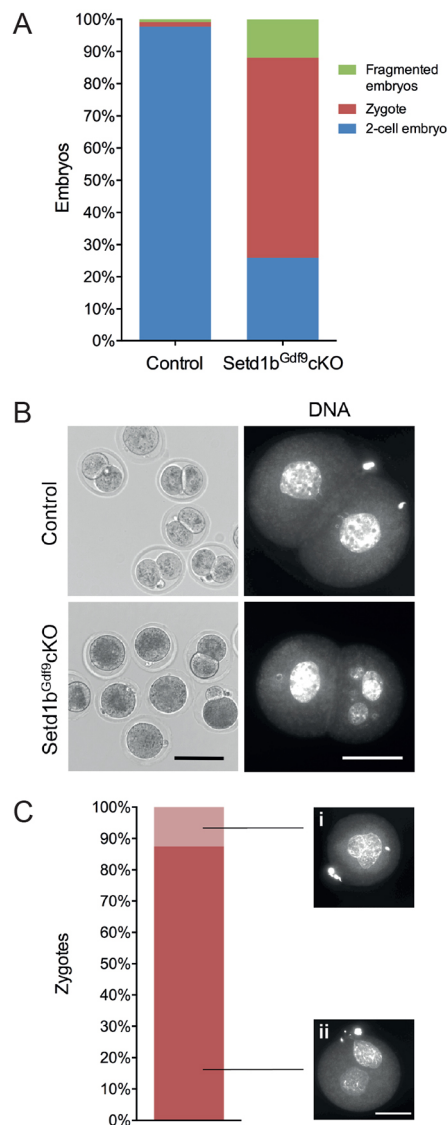 A
100%
90%
80%
70%
60%
50%
40%
30%
20%
10%
0%
Embryos
Control
Setd1bGdf9cKO
Fragmented
embryos
Zygote
2-cell embryo
B
DNA
Control
Setd1bGdf9cKO
C
100%
90%
80%
70%
60%
50%
40%
30%
20%
10%
0%
Zygotes
i
ii